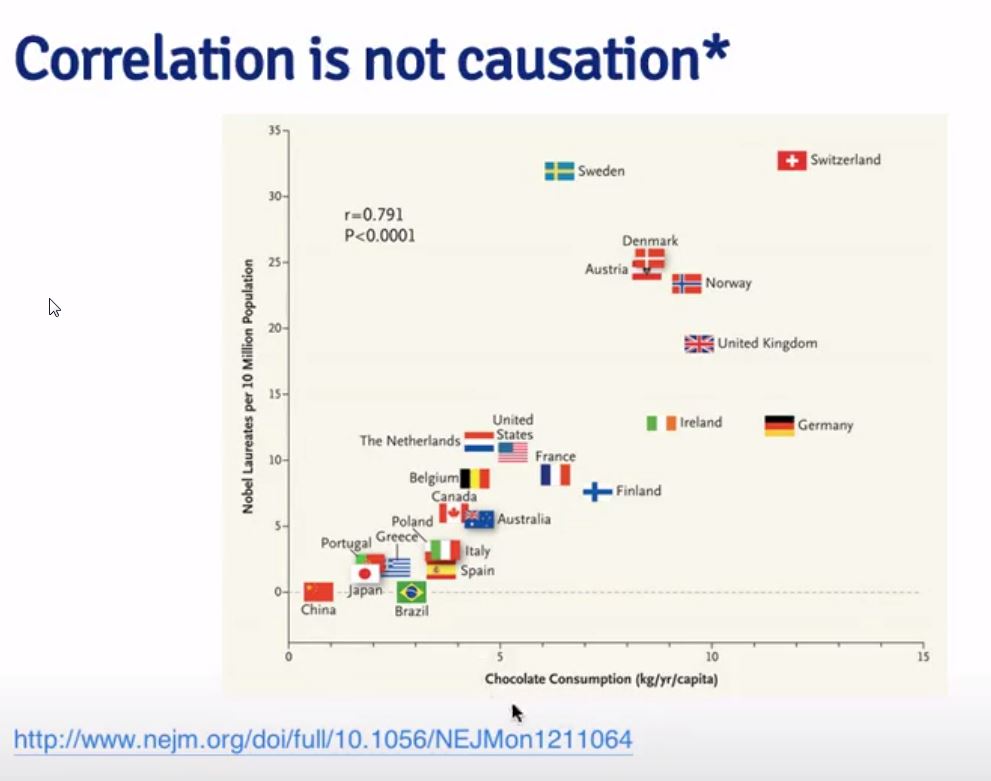 Correlation is not causation*
35
30
25
20
15
10
5
0
Nobel Laureates per 10 Million Population
r=0.791
P<0.0001
Sweden
Switzerland
Denmark
Austria
Norway
United Kingdom
Ireland
Germany
United
States
The Netherlands
France
Belgium
Finland
Canada
Australia
Poland
Greece
Portugal
Italy
Spain
Japan
China
Brazil
0
5
10
15
Chocolate Consumption (kg/yr/capita)
http://www.nejm.org/doi/full/10.1056/NEJMon1211064